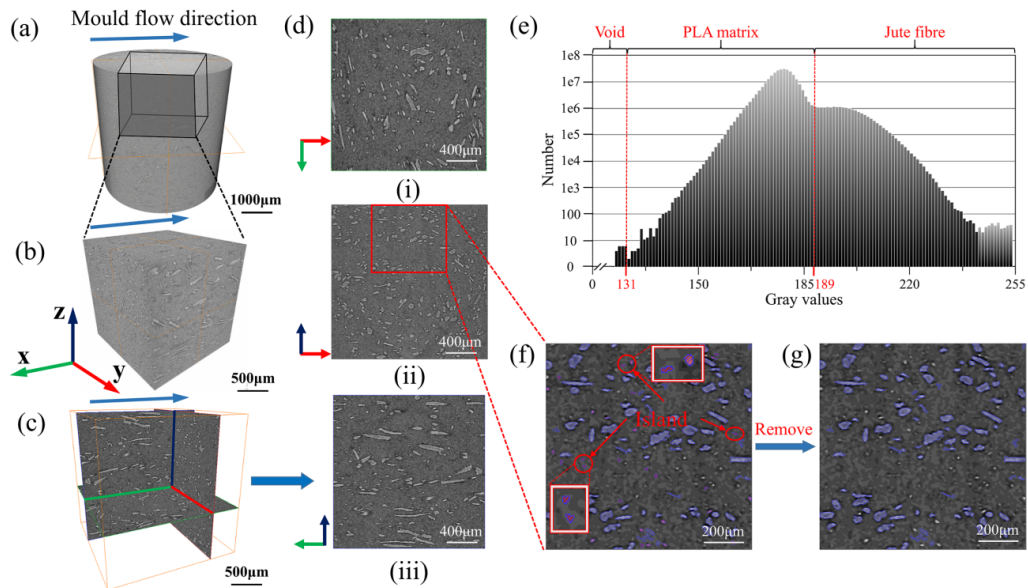 Mould flow direction
(a)
1000μm
(b)
z
x
y
500μm
(c)
500μm
(d)
400μm
(i)
400μm
(ii)
400μm
(iii)
(e)
Void
PLA matrix
Jute fibre
Number
1e8
1e7
1e6
1e5
1e4
1e3
100
10
0
0
131
150
185
189
220
255
Gray values
(f)
Island
200μm
Remove
(g)
200μm